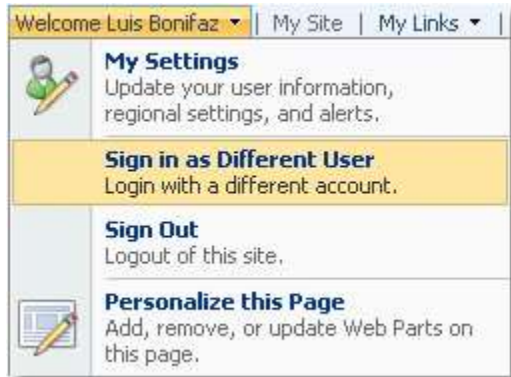 Welcome Luis Bonifaz | My Site | My Links |
My Settings
Update your user information,
regional settings, and alerts.
Sign in as Different User
Login with a different account.
Sign Out
Logout of this site.
Personalize this Page
Add, remove, or update Web Parts on
this page.